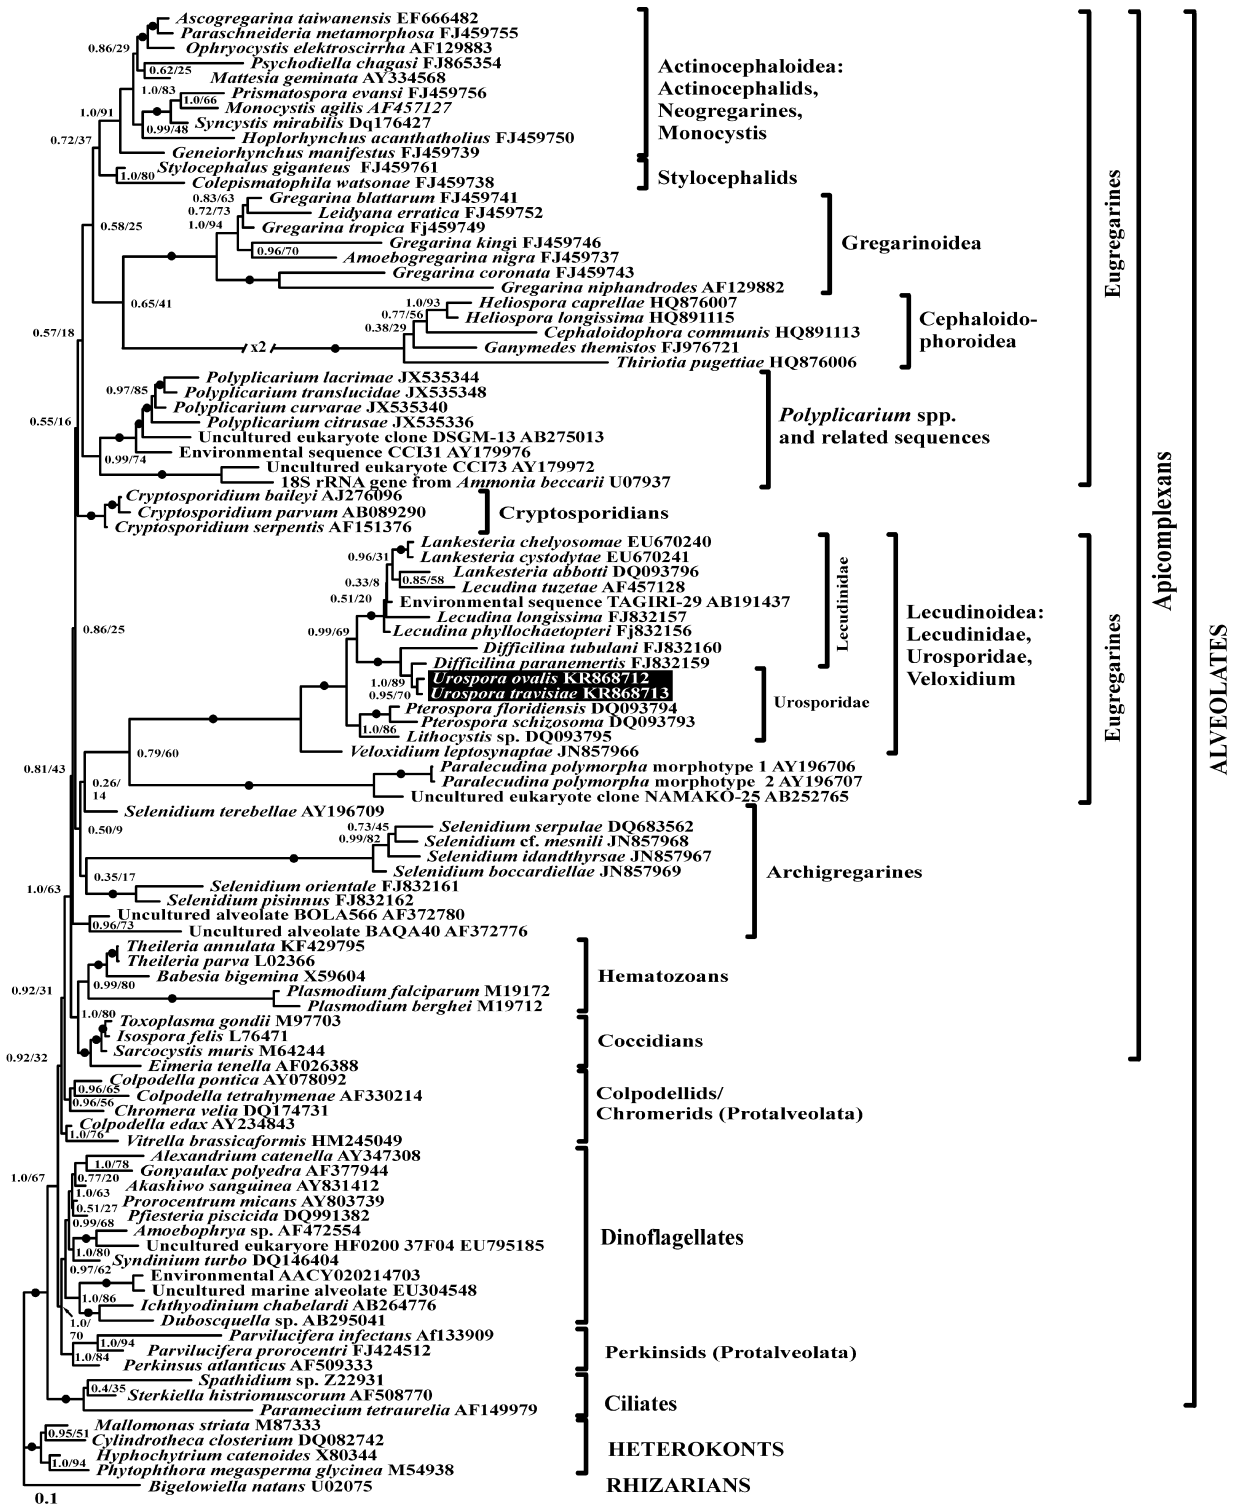 Ascogregarina taiwanensis EF666482
Paraschneideria metamorphosa FJ459755
Ophryocystis elektroscirrha AF129883
0.86/29
Psychodiella chagasi FJ865354
0.62/25
Mattesia geminata AY334568
Prismatospora evansi FJ459756
1.0/83
1.0/66
Monocystis agilis AF457127
1.0/91
Syncystis mirabilis Dq176427
0.99/48
Hoplorhynchus acanthatholius FJ459750
0.72/37
Geneiorhynchus manifestus FJ459739
Actinocephaloidea:
Actinocephalids,
Neogregarines,
Monocystis
Stylocephalus giganteus FJ459761
1.0/80
Colepismatophila watsonae FJ459738
Stylocephalids
0.83/63
Gregarina blattarum FJ459741
0.72/73
Leidyana erratica FJ459752
1.0/94
Gregarina tropica Fj459749
0.58/25
Gregarina kingi FJ459746
0.96/70
Amoebogregarina nigra FJ459737
Gregarina coronata FJ459743
Gregarina niphandrodes AF129882
Gregarinoidea
0.65/41
1.0/93
Heliospora caprellae HQ876007
0.77/56
Heliospora longissima HQ891115
0.38/29
Cephaloidophora communis HQ891113
x2
Ganymedes themistos FJ976721
Thiriotia pugettiae HQ876006
Cephaloido-
phoroidea
0.57/18
Polyplicarium lacrimae JX535344
0.97/85
Polyplicarium translucidae JX535348
Polyplicarium curvarae JX535340
Polyplicarium citrusae JX535336
0.55/16
Uncultured eukaryote clone DSGM-13 AB275013
Environmental sequence CCI31 AY179976
0.99/74
Uncultured eukaryote CCI73 AY179972
18S rRNA gene from Ammonia beccarii U07937
Polyplicarium spp.
and related sequences
Eugregarines
Cryptosporidium baileyi AJ276096
Cryptosporidium parvum AB089290
Cryptosporidium serpentis AF151376
Cryptosporidians
Lankesteria chelyosomae EU670240
0.96/31
Lankesteria cystodytae EU670241
Lankesteria abbotti DQ093796
0.33/8
0.85/58
Lecudina tuzetae AF457128
0.51/20
Environmental sequence TAGIRI-29 AB191437
Lecudina longissima FJ832157
0.99/69
Lecudina phyllochaetopteri Fj832156
0.86/25
Difficilina tubulani FJ832160
Difficilina paranemertis FJ832159
Lecudinidae
1.0/89
Urospora ovalis KR868712
0.95/70
Urospora travisiae KR868713
Pterospora floridiensis DQ093794
Pterospora schizosoma DQ093793
1.0/86
Lithocystis sp. DQ093795
Urosporidae
Veloxidium leptosynaptae JN857966
Lecudinoidea:
Lecudinidae,
Urosporidae,
Veloxidium
0.79/60
0.81/43
Paralecudina polymorpha morphotype 1 AY196706
0.26/
14
Paralecudina polymorpha morphotype 2 AY196707
Uncultured eukaryote clone NAMAKO-25 AB252765
Eugregarines
Selenidium terebellae AY196709
0.50/9
0.73/45
Selenidium serpulae DQ683562
0.99/82
Selenidium cf. mesnili JN857968
Selenidium idandthyrsae JN857967
Selenidium boccardiellae JN857969
0.35/17
Selenidium orientale FJ832161
1.0/63
Selenidium pisinnus FJ832162
Uncultured alveolate BOLA566 AF372780
0.96/73
Uncultured alveolate BAQA40 AF372776
Archigregarines
Theileria annulata KF429795
Theileria parva L02366
Babesia bigemina X59604
0.99/80
0.92/31
Plasmodium falciparum M19172
Plasmodium berghei M19712
Hematozoans
1.0/80
Toxoplasma gondii M97703
Isospora felis L76471
Sarcocystis muris M64244
0.92/32
Eimeria tenella AF026388
Coccidians
Apicomplexans
Colpodella pontica AY078092
0.96/65
Colpodella tetrahymenae AF330214
0.96/56
Chromera velia DQ174731
Colpodella edax AY234843
1.0/76
Vitrella brassicaformis HM245049
Colpodellids/
Chromerids (Protalveolata)
Alexandrium catenella AY347308
1.0/78
Gonyaulax polyedra AF377944
1.0/67
0.77/20
Akashiwo sanguinea AY831412
1.0/63
Prorocentrum micans AY803739
0.51/27
Pfiesteria piscicida DQ991382
0.99/68
Amoebophrya sp. AF472554
Uncultured eukaryore HF0200 37F04 EU795185
1.0/80
Syndinium turbo DQ146404
0.97/62
Environmental AACY020214703
Uncultured marine alveolate EU304548
1.0/86
Ichthyodinium chabelardi AB264776
Duboscquella sp. AB295041
Dinoflagellates
1.0/
70
Parvilucifera infectans Af133909
1.0/94
Parvilucifera prorocentri FJ424512
1.0/84
Perkinsus atlanticus AF509333
Perkinsids (Protalveolata)
Spathidium sp. Z22931
0.4/35
Sterkiella histriomuscorum AF508770
Paramecium tetraurelia AF149979
Ciliates
ALVEOLATES
Mallomonas striata M87333
0.95/51
Cylindrotheca closterium DQ082742
Hyphochytrium catenoides X80344
1.0/94
Phytophthora megasperma glycinea M54938
HETEROKONTS
Bigelowiella natans U02075
RHIZARIANS
0.1